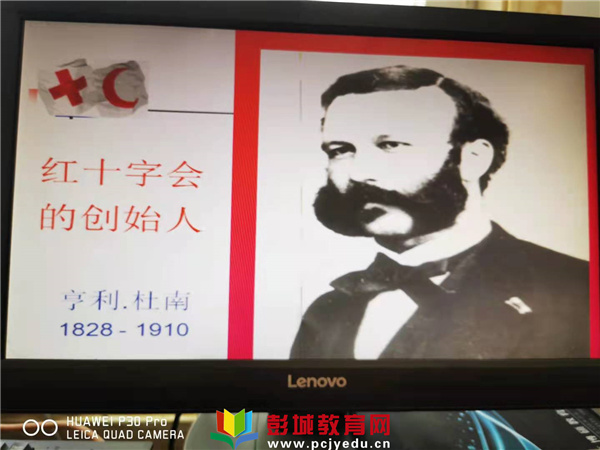 红十字会
的创始人
亨利.杜南
1828 - 1910
Lenovo
HUAWEI P30 Pro
LEICA QUAD CAMERA
彭城教育网
www.pcjyedu.cn